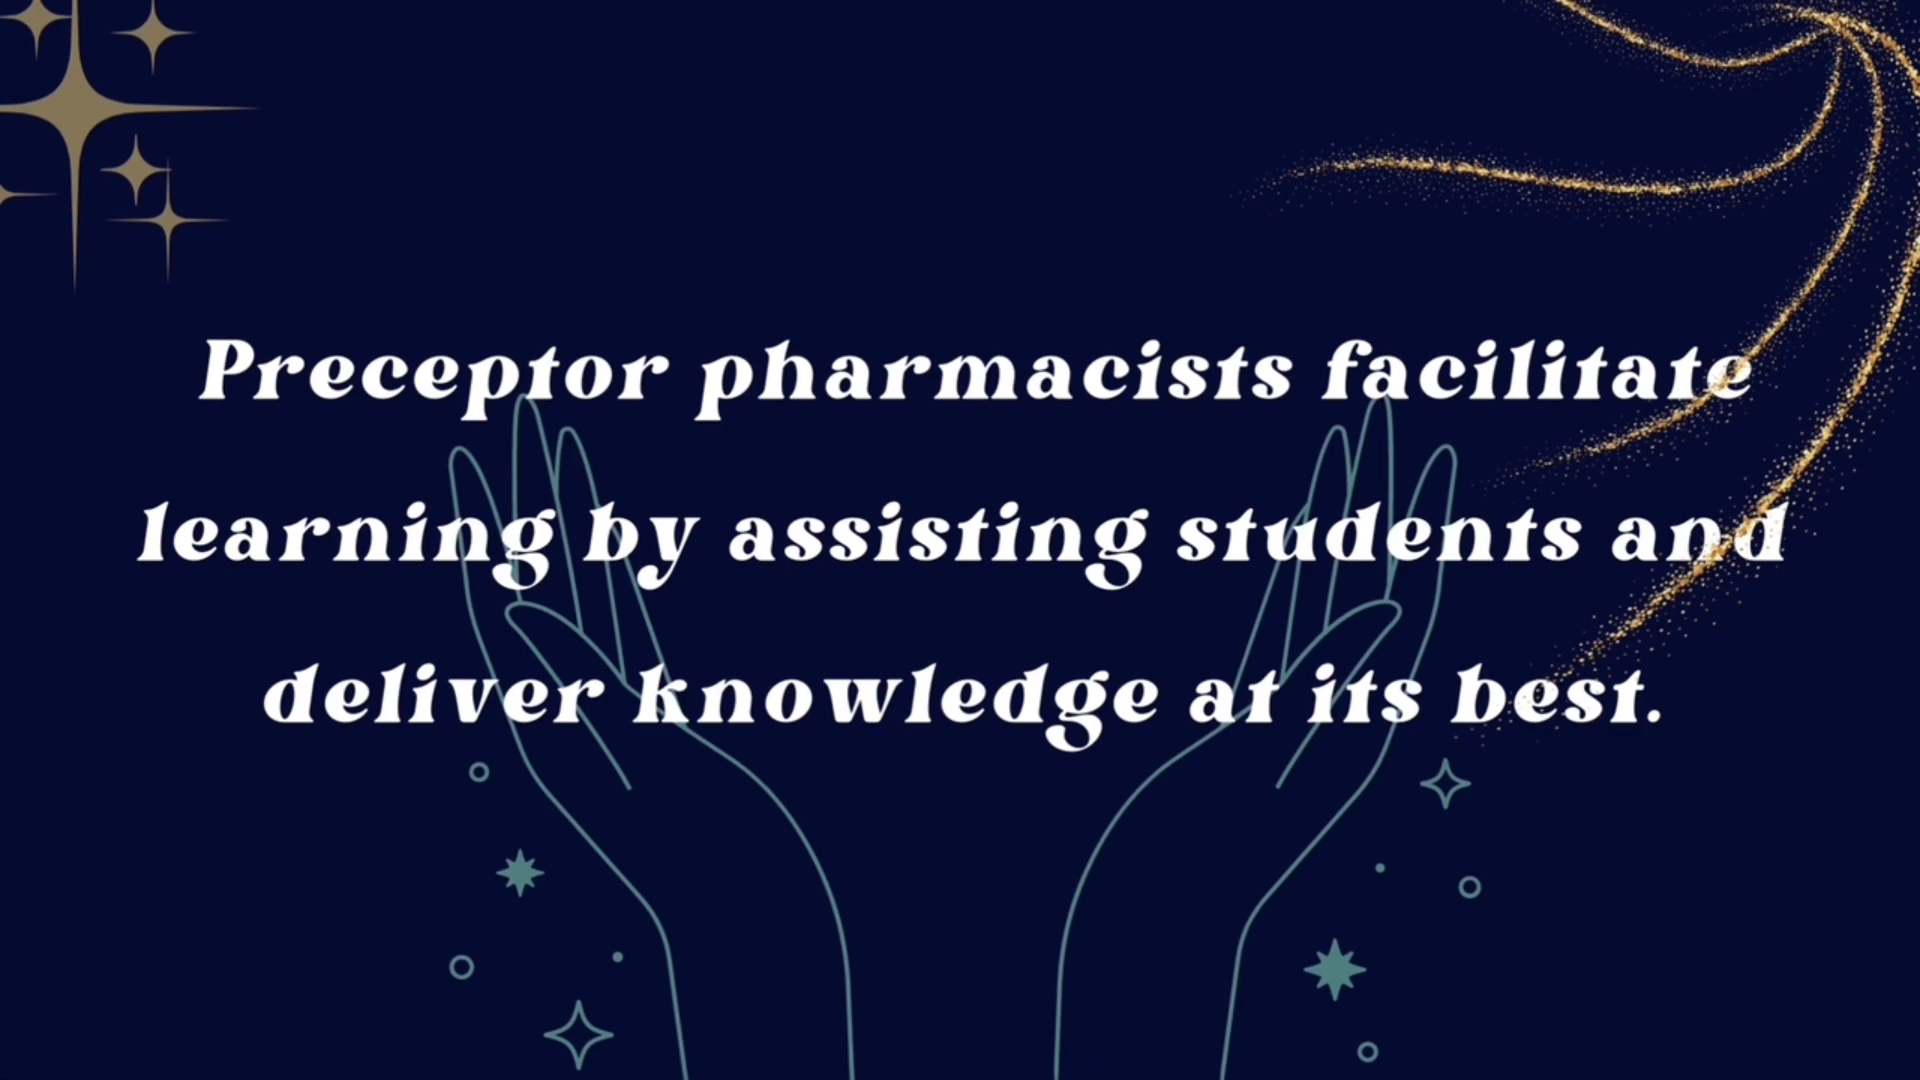 Preceptor pharmacists facilitate
learning by assisting students and
deliver knowledge at its best.